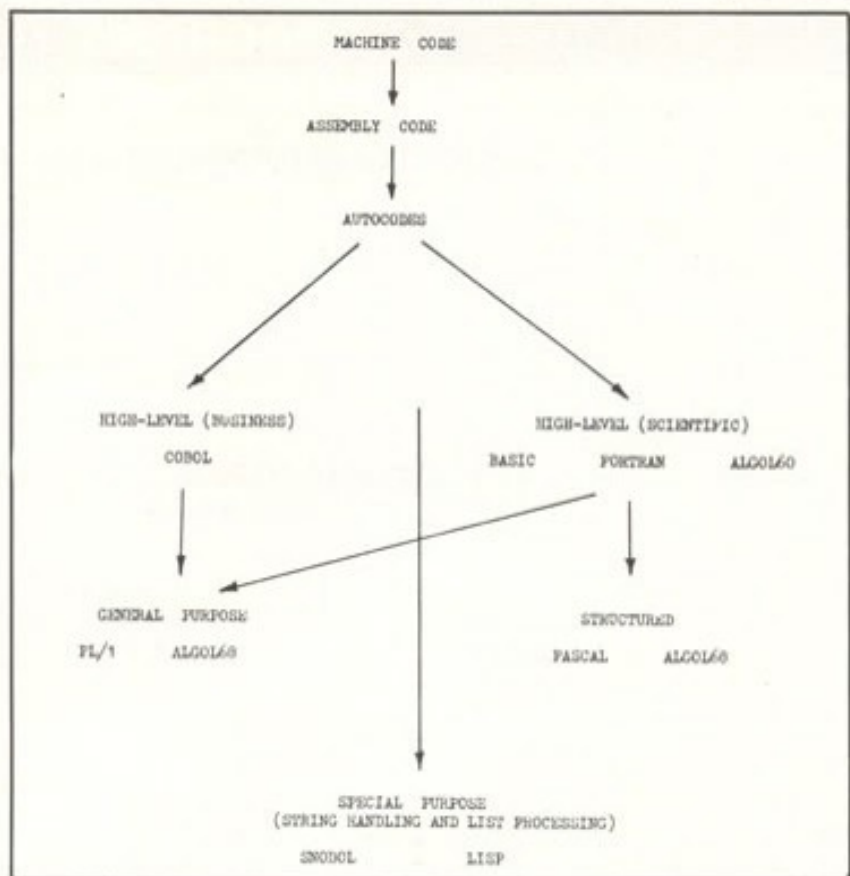 MACHINE CODE
ASSEMBLY CODE
AUTOCODES
HIGH-LEVEL (BUSINESS)
COBOL
HIGH-LEVEL (SCIENTIFIC)
BASIC FORTRAN ALGOL60
GENERAL PURPOSE
PL/1 ALGOL68
STRUCTURED
PASCAL ALGOL68
SPECIAL PURPOSE
(STRING HANDLING AND LIST PROCESSING)
SNOBOL LISP